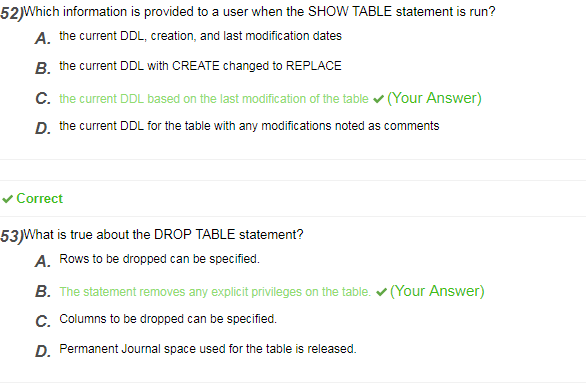 52)Which information is provided to a user when the SHOW TABLE statement is run?
A. the current DDL, creation, and last modification dates
B. the current DDL with CREATE changed to REPLACE
C. the current DDL based on the last modification of the table ✔ (Your Answer)
D. the current DDL for the table with any modifications noted as comments
✔ Correct
53)What is true about the DROP TABLE statement?
A. Rows to be dropped can be specified.
B. The statement removes any explicit privileges on the table. ✔ (Your Answer)
C. Columns to be dropped can be specified.
D. Permanent Journal space used for the table is released.